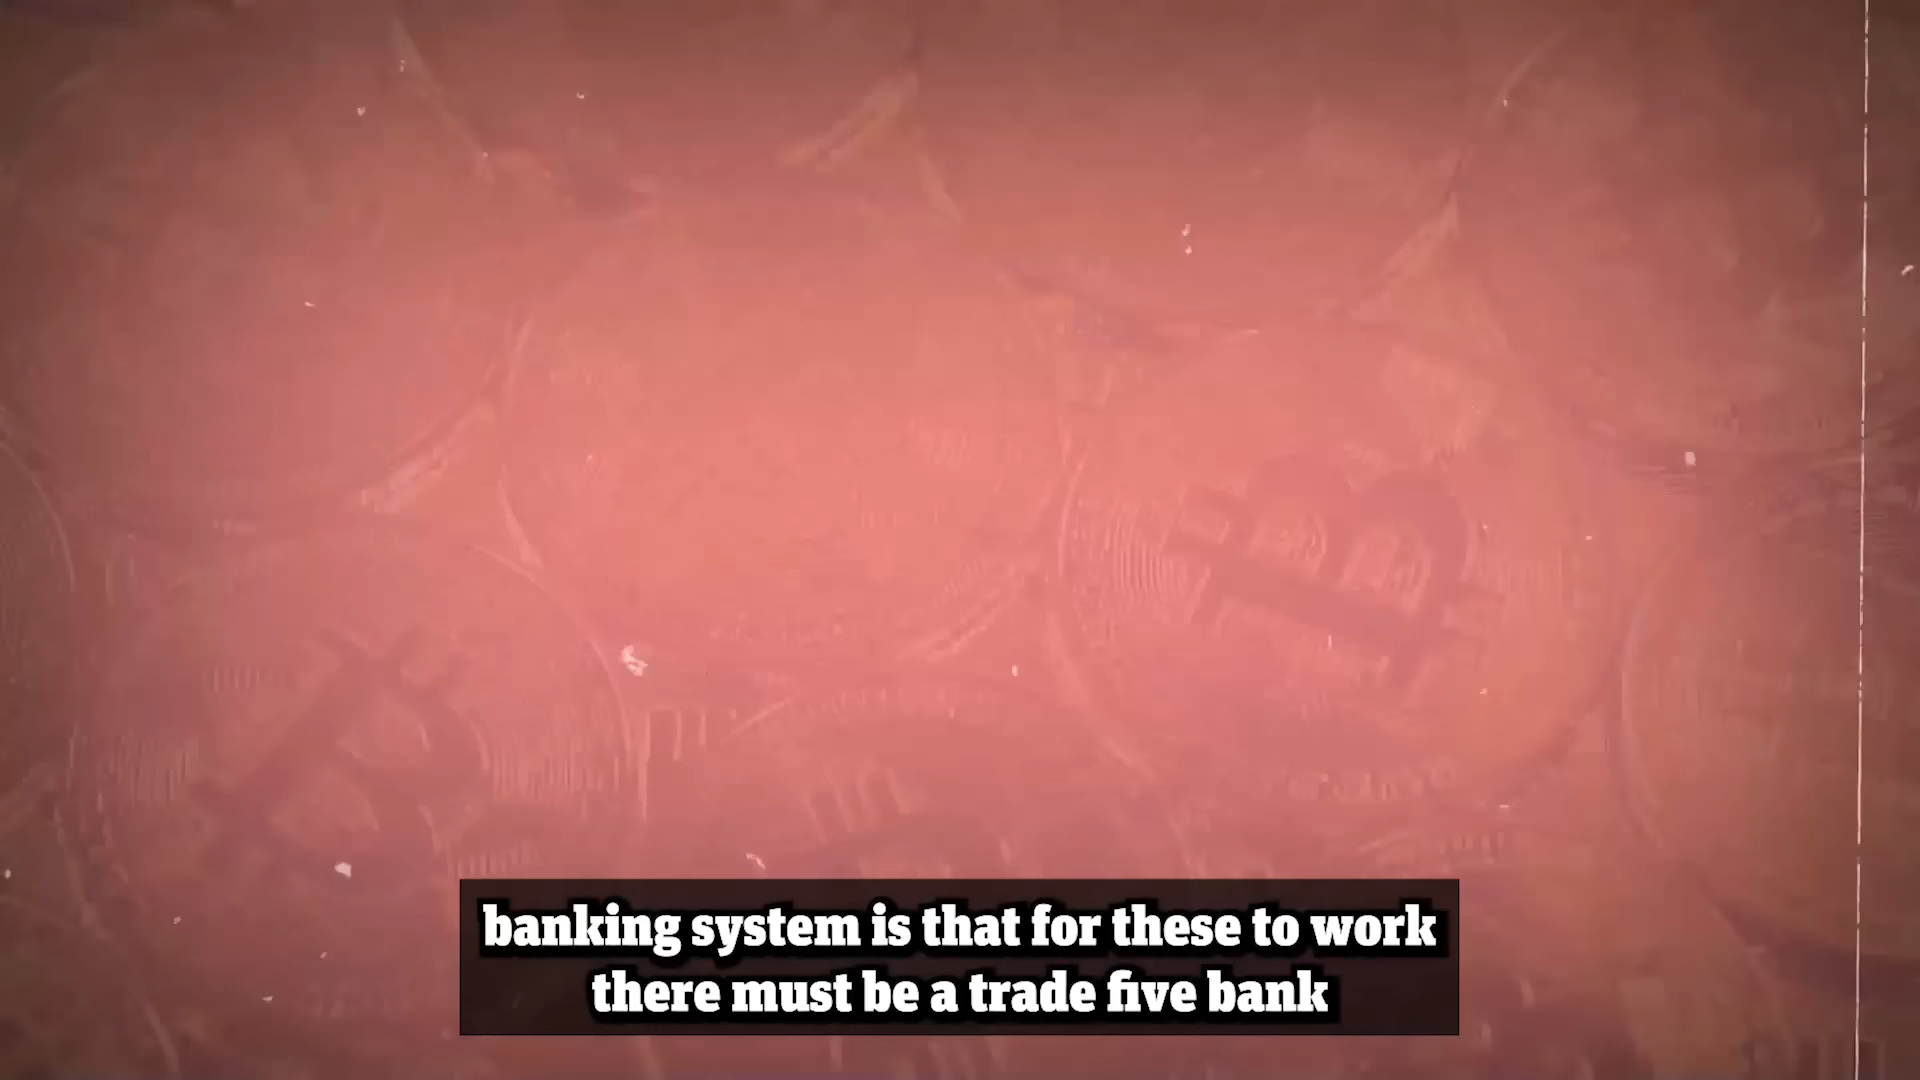 banking system is that for these to work
there must be a trade five bank